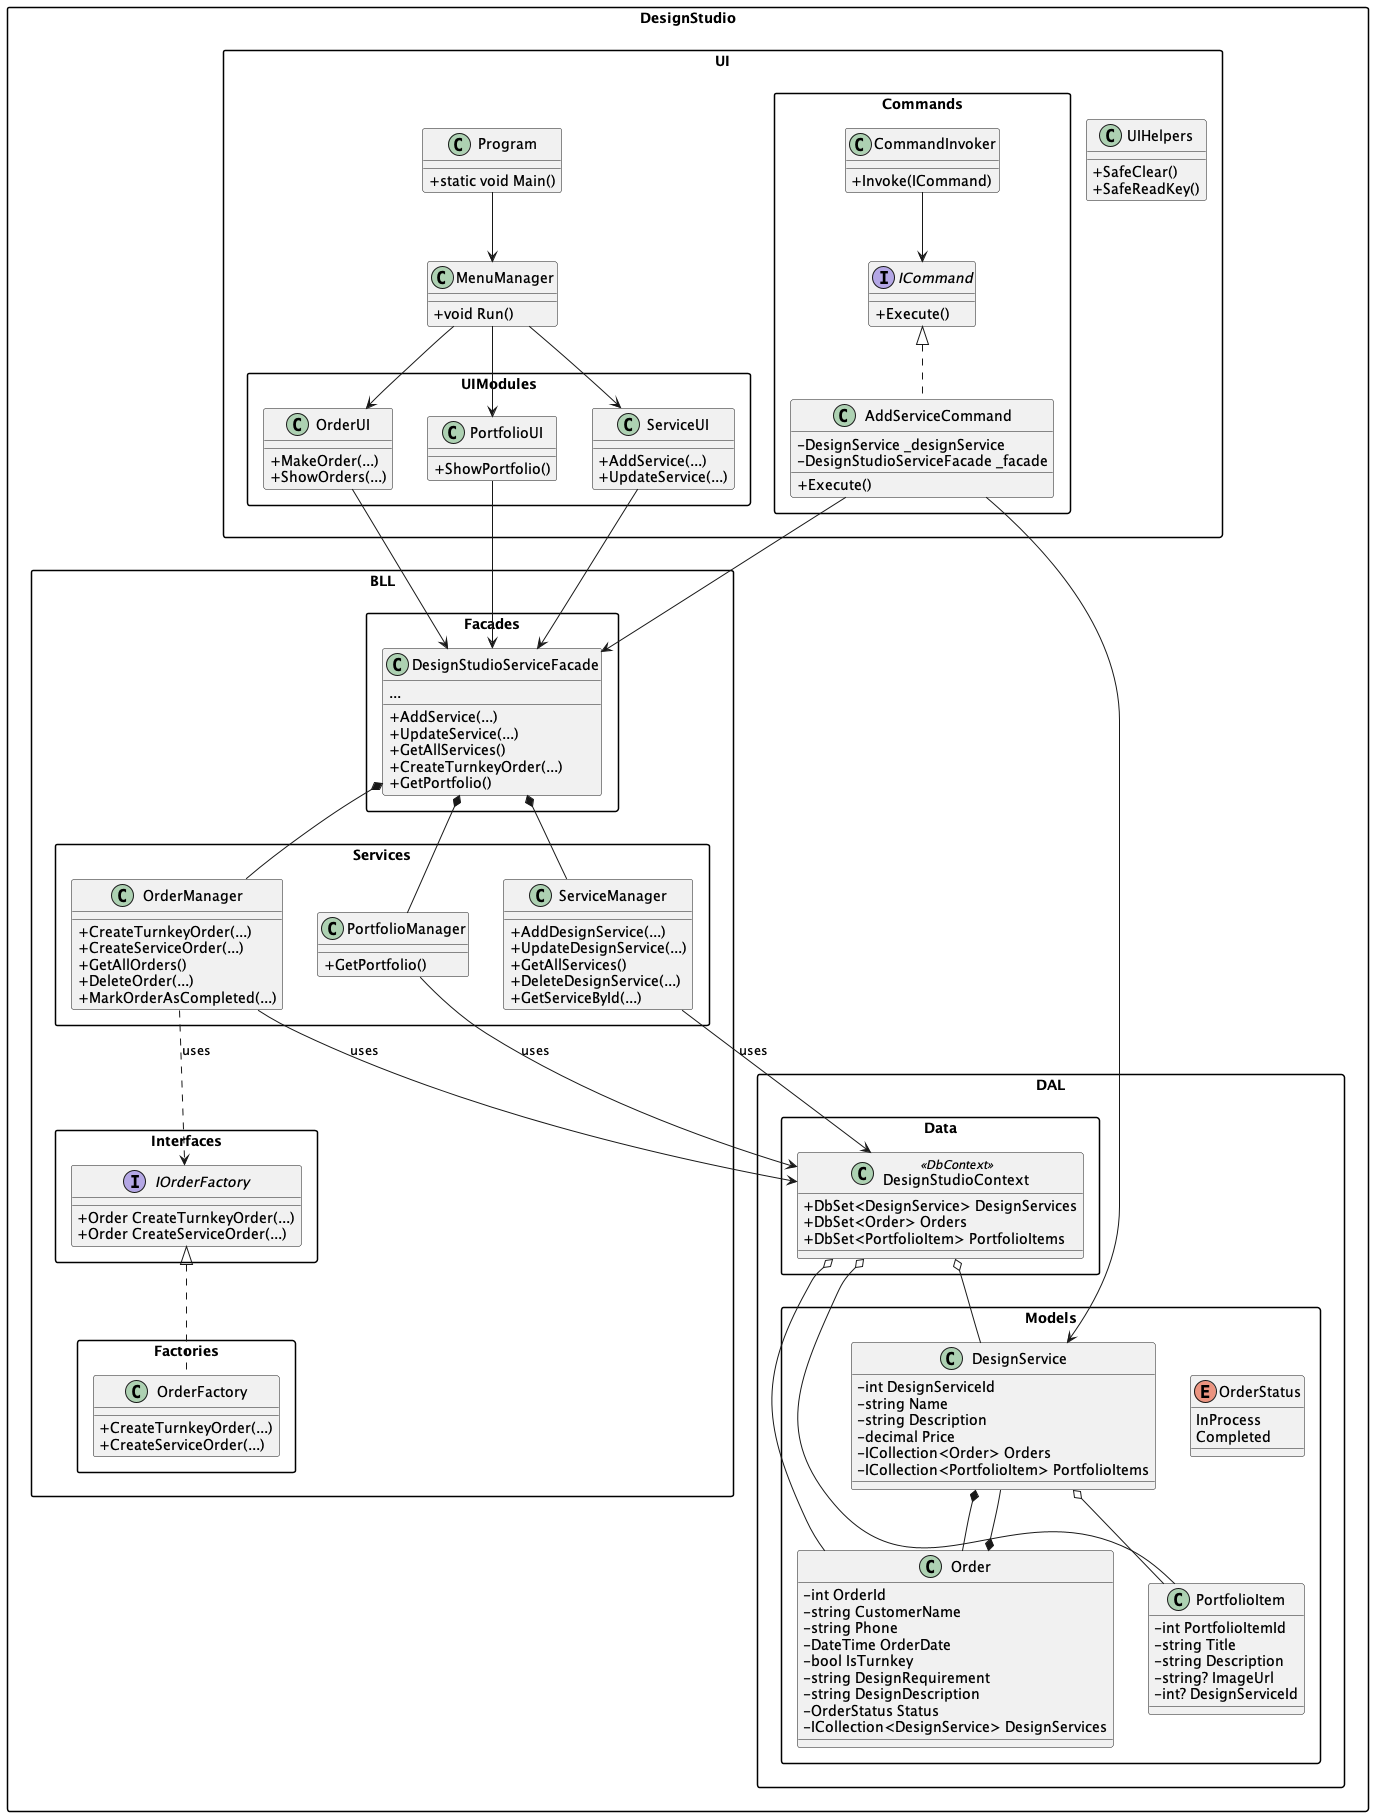 DesignStudio
UI
Commands
C Program
+static void Main()
C CommandInvoker
+Invoke(ICommand)
C UIHelpers
+SafeClear()
+SafeReadKey()
C MenuManager
+void Run()
I ICommand
+Execute()
UIModules
C OrderUI
+MakeOrder(...)
+ShowOrders(...)
C PortfolioUI
+ShowPortfolio()
C ServiceUI
+AddService(...)
+UpdateService(...)
C AddServiceCommand
-DesignService _designService
-DesignStudioServiceFacade _facade
+Execute()
BLL
Facades
C DesignStudioServiceFacade
...
+AddService(...)
+UpdateService(...)
+GetAllServices()
+CreateTurnkeyOrder(...)
+GetPortfolio()
Services
C OrderManager
+CreateTurnkeyOrder(...)
+CreateServiceOrder(...)
+GetAllOrders()
+DeleteOrder(...)
+MarkOrderAsCompleted(...)
C PortfolioManager
+GetPortfolio()
C ServiceManager
+AddDesignService(...)
+UpdateDesignService(...)
+GetAllServices()
+DeleteDesignService(...)
+GetServiceById(...)
uses
uses
uses
uses
DAL
Interfaces
I IOrderFactory
+Order CreateTurnkeyOrder(...)
+Order CreateServiceOrder(...)
Data
«DbContext»
C DesignStudioContext
+DbSet<DesignService> DesignServices
+DbSet<Order> Orders
+DbSet<PortfolioItem> PortfolioItems
Factories
C OrderFactory
+CreateTurnkeyOrder(...)
+CreateServiceOrder(...)
Models
C DesignService
-int DesignServiceId
-string Name
-string Description
-decimal Price
-ICollection<Order> Orders
-ICollection<PortfolioItem> PortfolioItems
E OrderStatus
InProcess
Completed
C Order
-int OrderId
-string CustomerName
-string Phone
-DateTime OrderDate
-bool IsTurnkey
-string DesignRequirement
-string DesignDescription
-OrderStatus Status
-ICollection<DesignService> DesignServices
C PortfolioItem
-int PortfolioItemId
-string Title
-string Description
-string? ImageUrl
-int? DesignServiceId